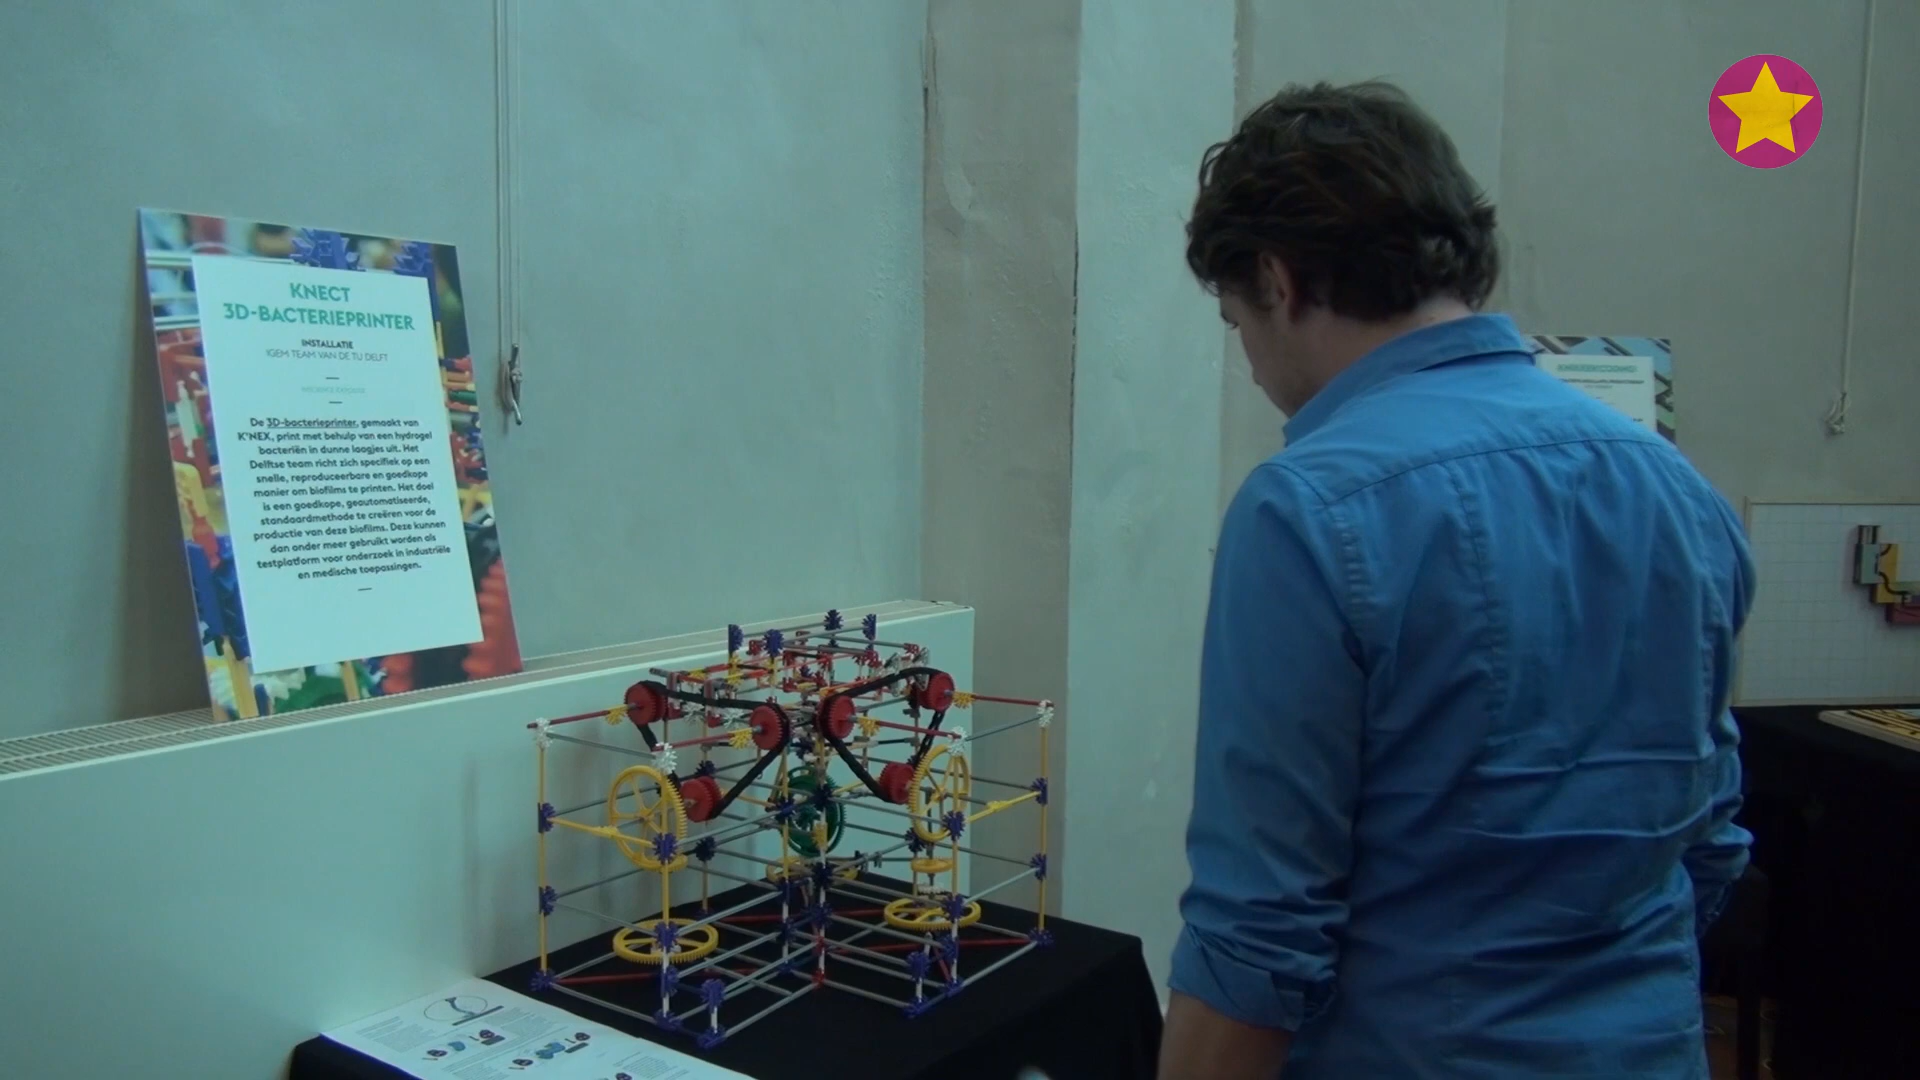 KNECT
3D-BACTERIEPRINTER
INSTALLATIE
IGEM TEAM VAN DE TU DELFT
De 3D-bacterieprinter, gemaakt van
K'NEX, print met behulp van een hydrogel
bacteriën in dunne laagjes uit. Het
Delftse team richt zich specifiek op een
snelle, reproduceerbare en goedkope
manier om biofilms te printen. Het doel
is een goedkope, geautomatiseerde,
standaardmethode te creëren voor de
productie van deze biofilms. Deze kunnen
dan onder meer gebruikt worden als
testplatform voor onderzoek in industriële
en medische toepassingen.